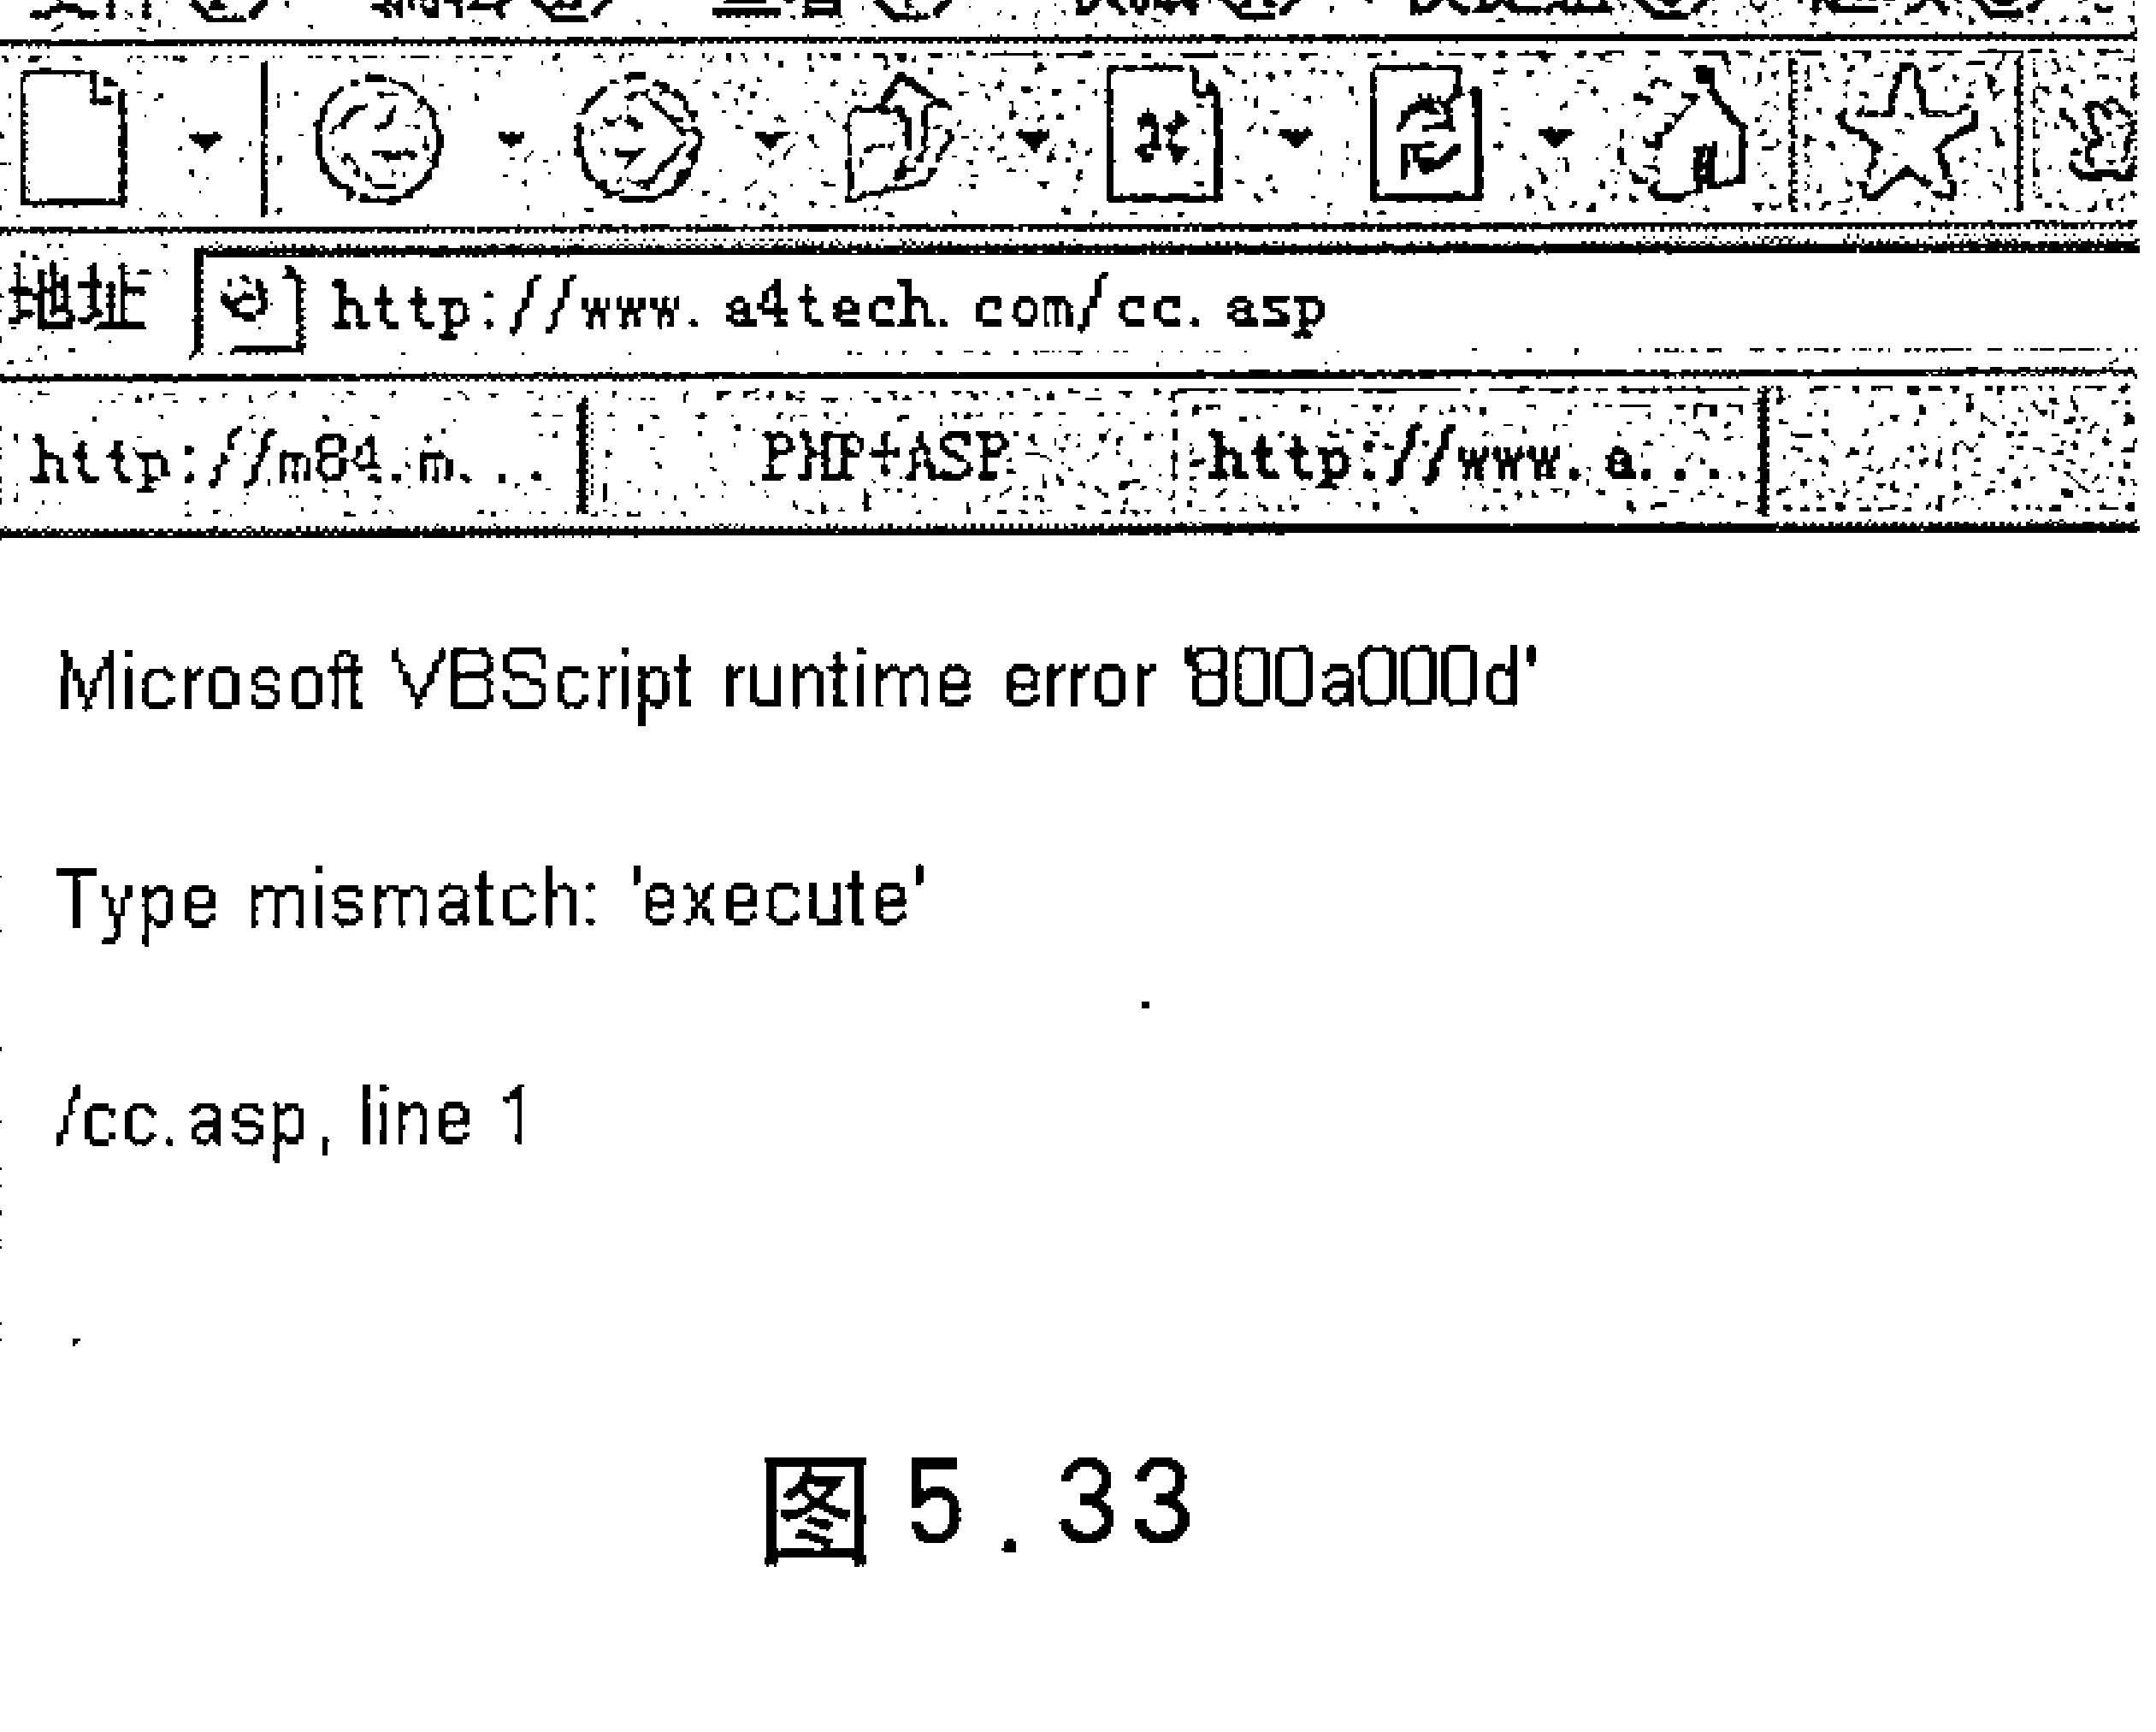 地址 http://www.a4tech.com/cc.asp
http://m84.m... PHP+ASP http://www.a...
Microsoft VBScript runtime error '800a000d'
Type mismatch: 'execute'
/cc.asp, line 1
图5.33